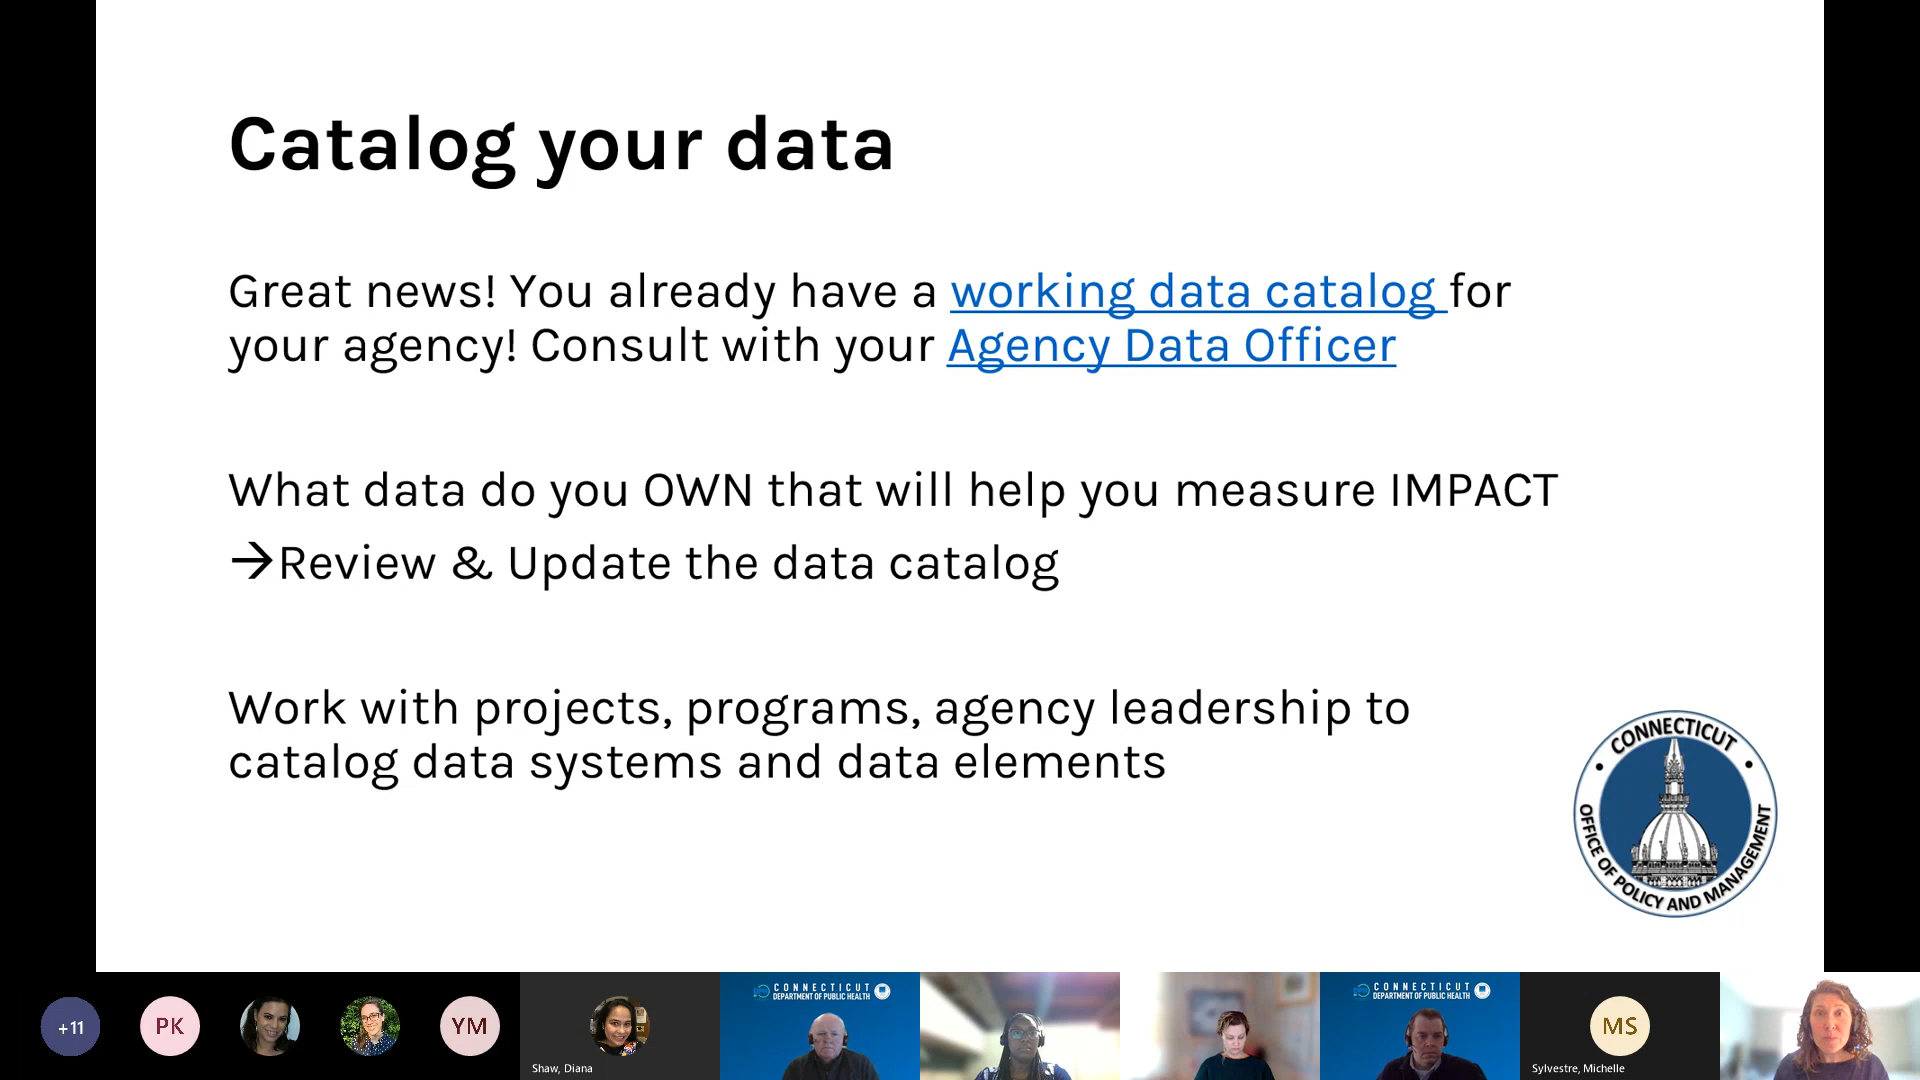 Catalog your data
Great news! You already have a working data catalog for
your agency! Consult with your Agency Data Officer
What data do you OWN that will help you measure IMPACT
→Review & Update the data catalog
Work with projects, programs, agency leadership to
catalog data systems and data elements
CONNECTICUT
OFFICE OF POLICY AND MANAGEMENT
+11
PK
YM
Shaw, Diana
CONNECTICUT
DEPARTMENT OF PUBLIC HEALTH
CONNECTICUT
DEPARTMENT OF PUBLIC HEALTH
MS
Sylvestre, Michelle